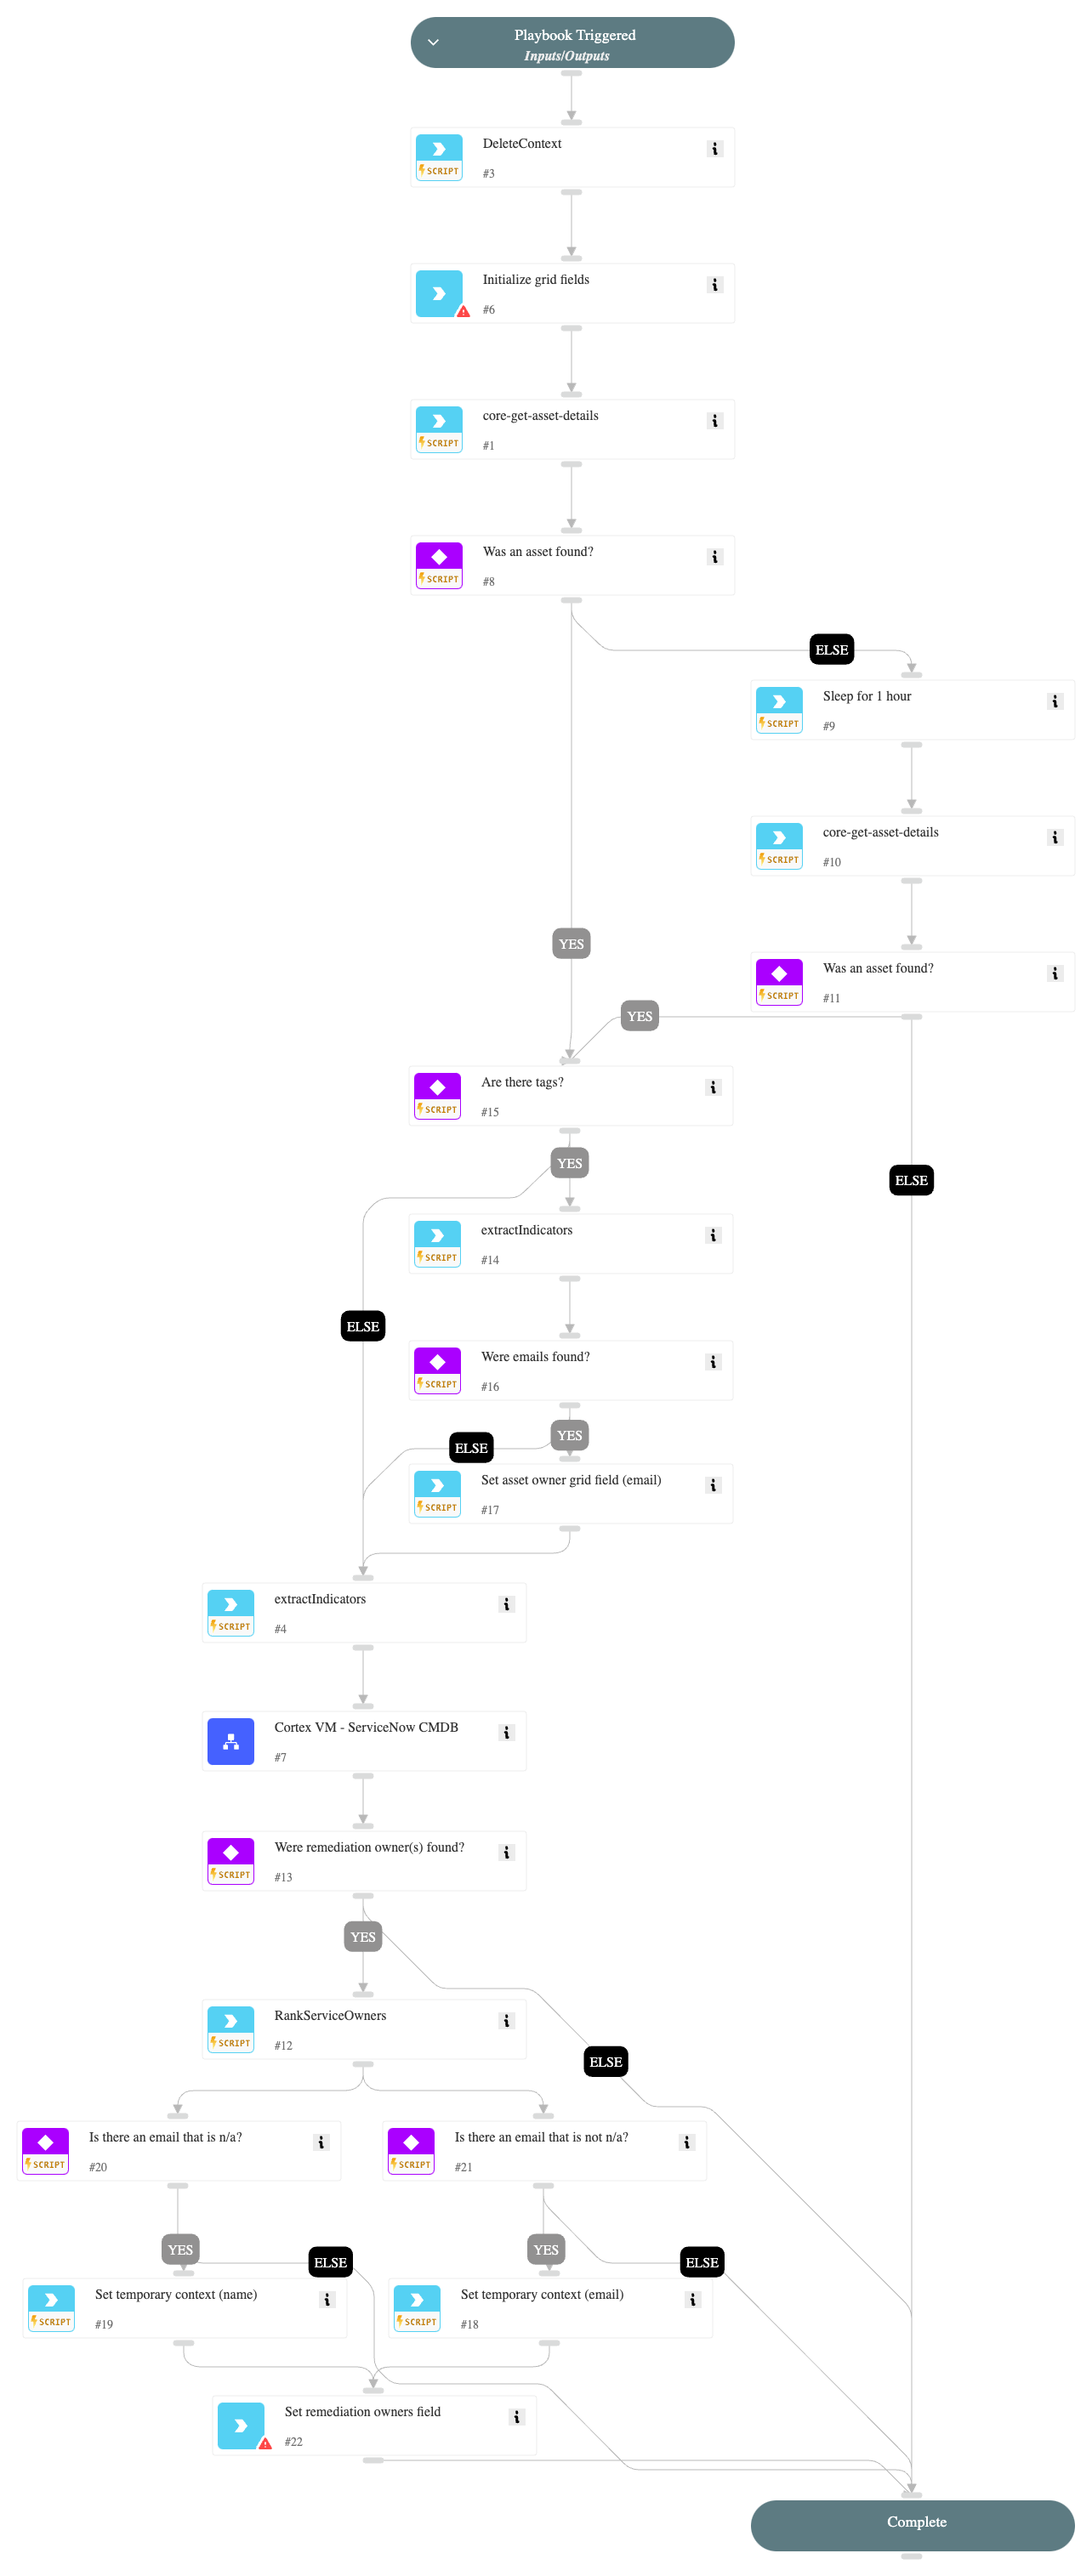 Playbook Triggered
Inputs/Outputs
DeleteContext
SCRIPT
#3
Initialize grid fields
#6
core-get-asset-details
SCRIPT
#1
Was an asset found?
SCRIPT
#8
ELSE
Sleep for 1 hour
SCRIPT
#9
core-get-asset-details
SCRIPT
#10
YES
Was an asset found?
SCRIPT
#11
YES
Are there tags?
SCRIPT
#15
YES
ELSE
extractIndicators
SCRIPT
#14
ELSE
Were emails found?
SCRIPT
#16
YES
ELSE
Set asset owner grid field (email)
SCRIPT
#17
extractIndicators
SCRIPT
#4
Cortex VM - ServiceNow CMDB
#7
Were remediation owner(s) found?
SCRIPT
#13
YES
RankServiceOwners
SCRIPT
#12
ELSE
Is there an email that is n/a?
SCRIPT
#20
Is there an email that is not n/a?
SCRIPT
#21
YES
ELSE
YES
ELSE
Set temporary context (name)
SCRIPT
#19
Set temporary context (email)
SCRIPT
#18
Set remediation owners field
#22
Complete